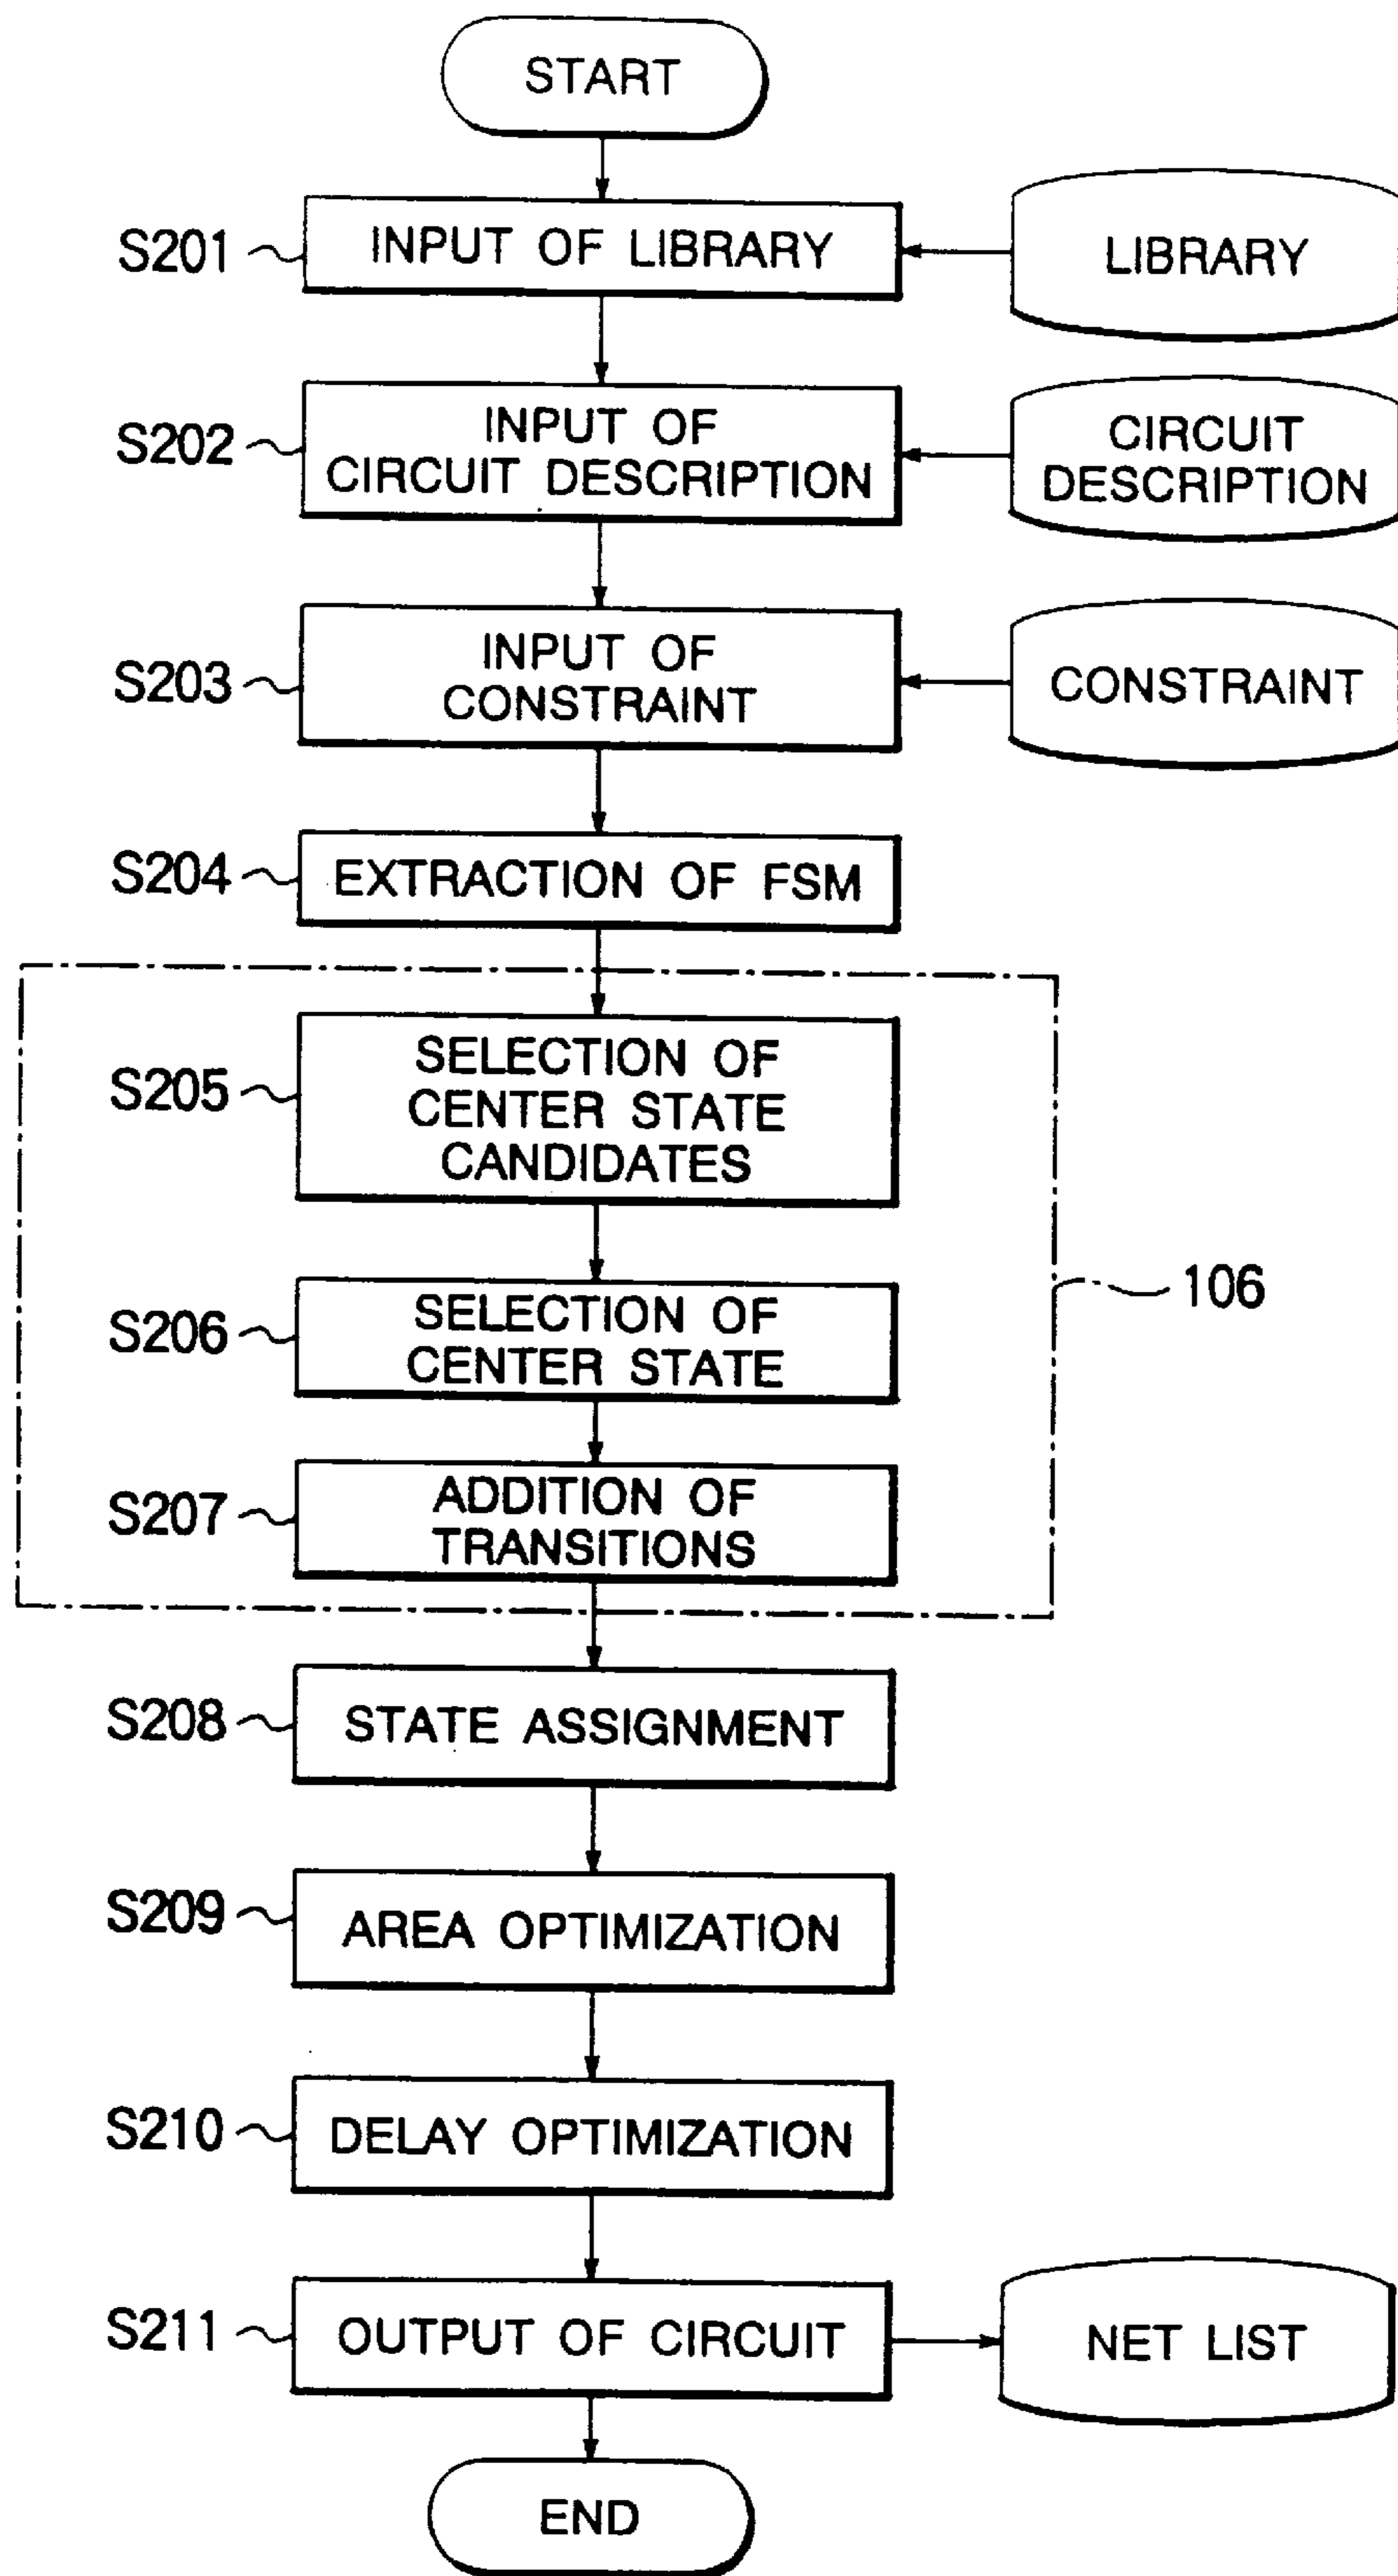 START
S201
INPUT OF LIBRARY
LIBRARY
S202
INPUT OF
CIRCUIT DESCRIPTION
CIRCUIT
DESCRIPTION
S203
INPUT OF
CONSTRAINT
CONSTRAINT
S204
EXTRACTION OF FSM
S205
SELECTION OF
CENTER STATE
CANDIDATES
106
S206
SELECTION OF
CENTER STATE
S207
ADDITION OF
TRANSITIONS
S208
STATE ASSIGNMENT
S209
AREA OPTIMIZATION
S210
DELAY OPTIMIZATION
S211
OUTPUT OF CIRCUIT
NET LIST
END